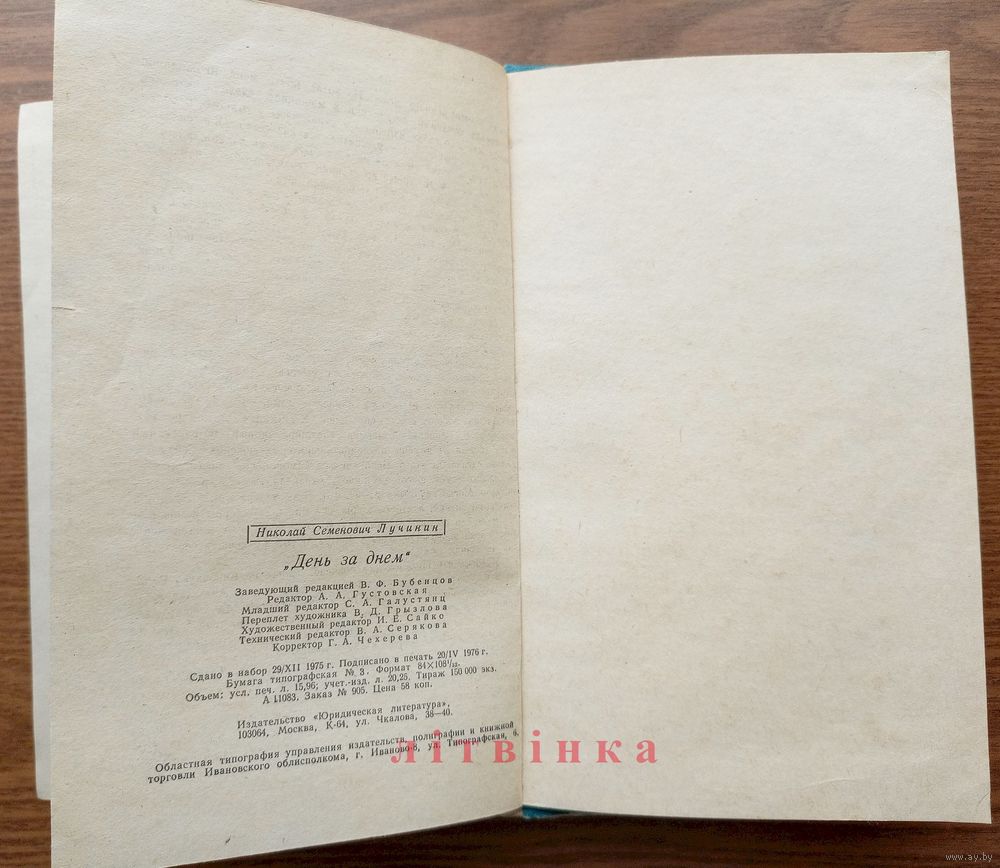 Николай Семенович Лучинин
„День за днем“
Заведующий редакцией В. Ф. Бубенцов
Редактор А. А. Густовская
Младший редактор С. А. Галустянц
Переплет художника В. Д. Грызлова
Художественный редактор И. Е. Сайко
Технический редактор В. А. Серякова
Корректор Г. А. Чехерева
Сдано в набор 29/XII 1975 г. Подписано в печать 20/IV 1976 г.
Бумага типографская № 3. Формат 84×108¹/₃₂.
Объем: усл. печ. л. 15,96; учет.-изд. л. 20,25. Тираж 150 000 экз.
А 11083. Заказ № 905. Цена 58 коп.
Издательство «Юридическая литература»,
103064, Москва, К-64, ул. Чкалова, 38—40.
Областная типография управления издательств, полиграфии и книжной
торговли Ивановского облисполкома, г. Иваново-8, ул. Типографская, 6.
літвінка
www.ay.by